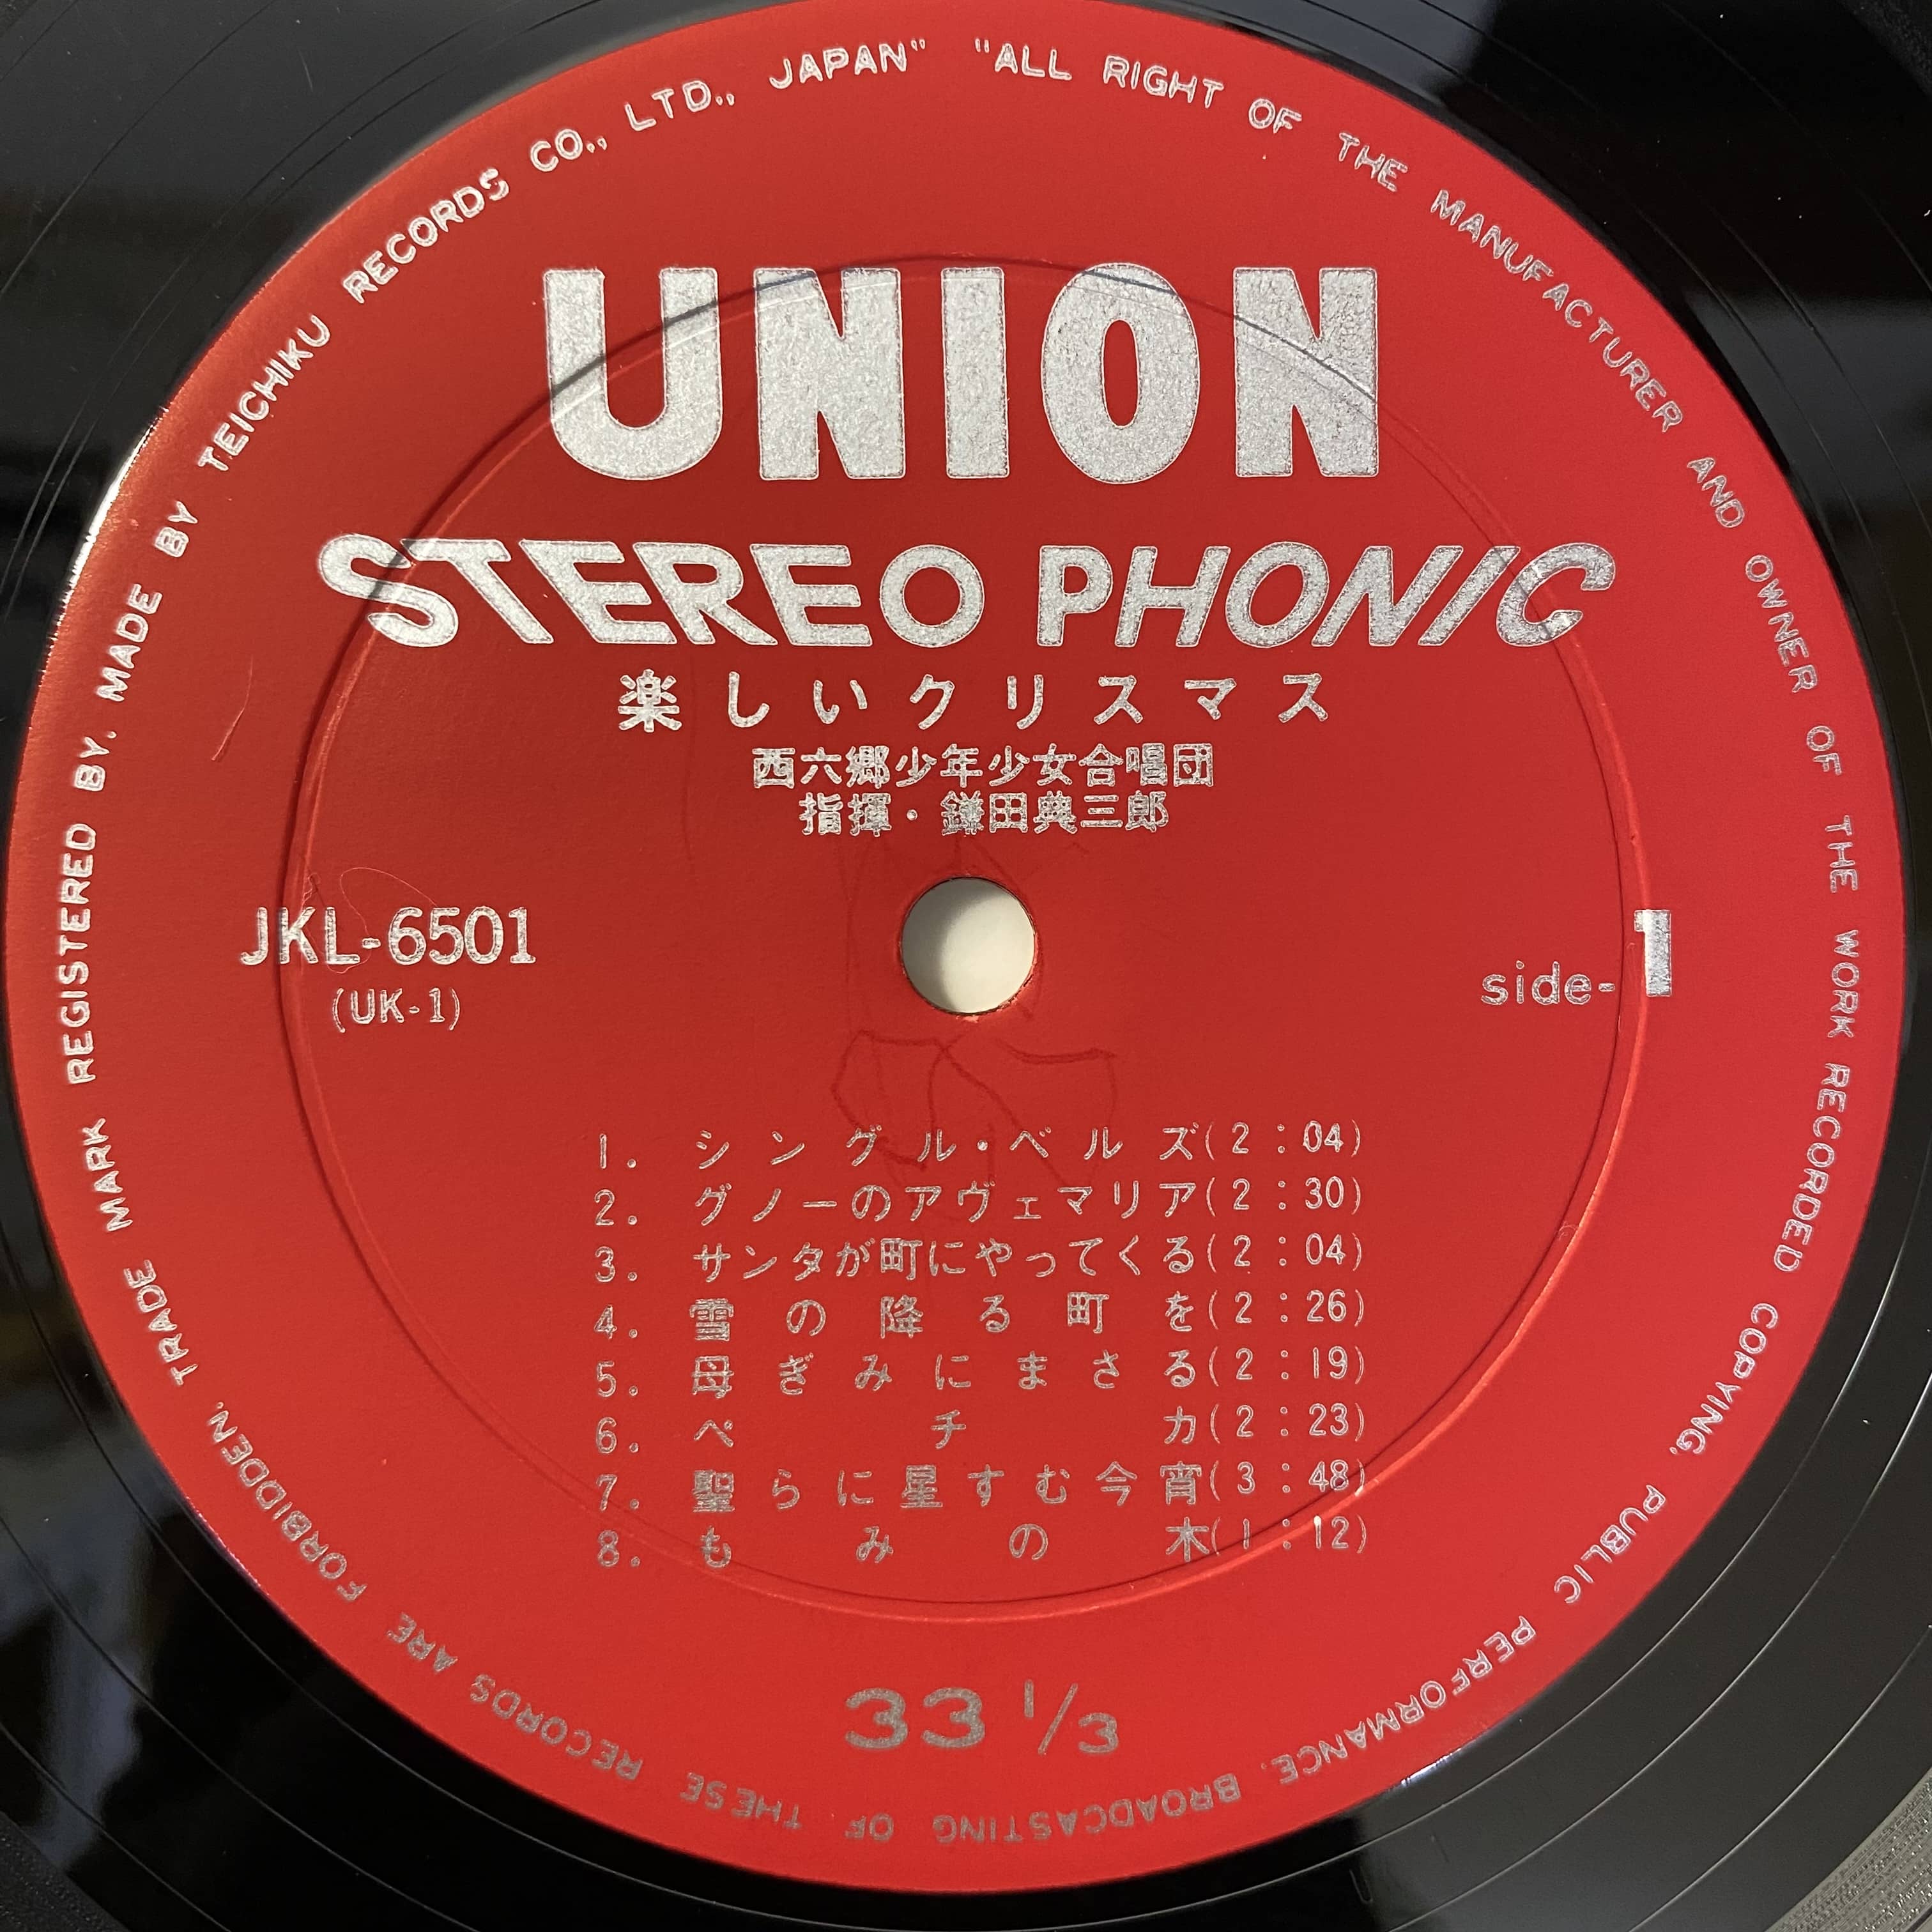 TRADE MARK REGISTERED BY. MADE BY TEICHIKU RECORDS CO., LTD., JAPAN" "ALL RIGHT OF THE MANUFACTURER AND OWNER OF THE WORK RECORDED COPYING, PUBLIC PERFORMANCE. BROADCASTING OF THESE RECORDS ARE FORBIDDEN.
UNION
STEREO PHONIC
楽しいクリスマス
西六郷少年少女合唱団
指揮・鎌田典三郎
JKL-6501
(UK-1)
side-1
1. シングル・ベルズ(2:04)
2. グノーのアヴェマリア(2:30)
3. サンタが町にやってくる(2:04)
4. 雪の降る町を(2:26)
5. 母ぎみにまさる(2:19)
6. ペチカ(2:23)
7. 聖らに星すむ今宵(3:48)
8. もみの木(1:12)
33 1/3